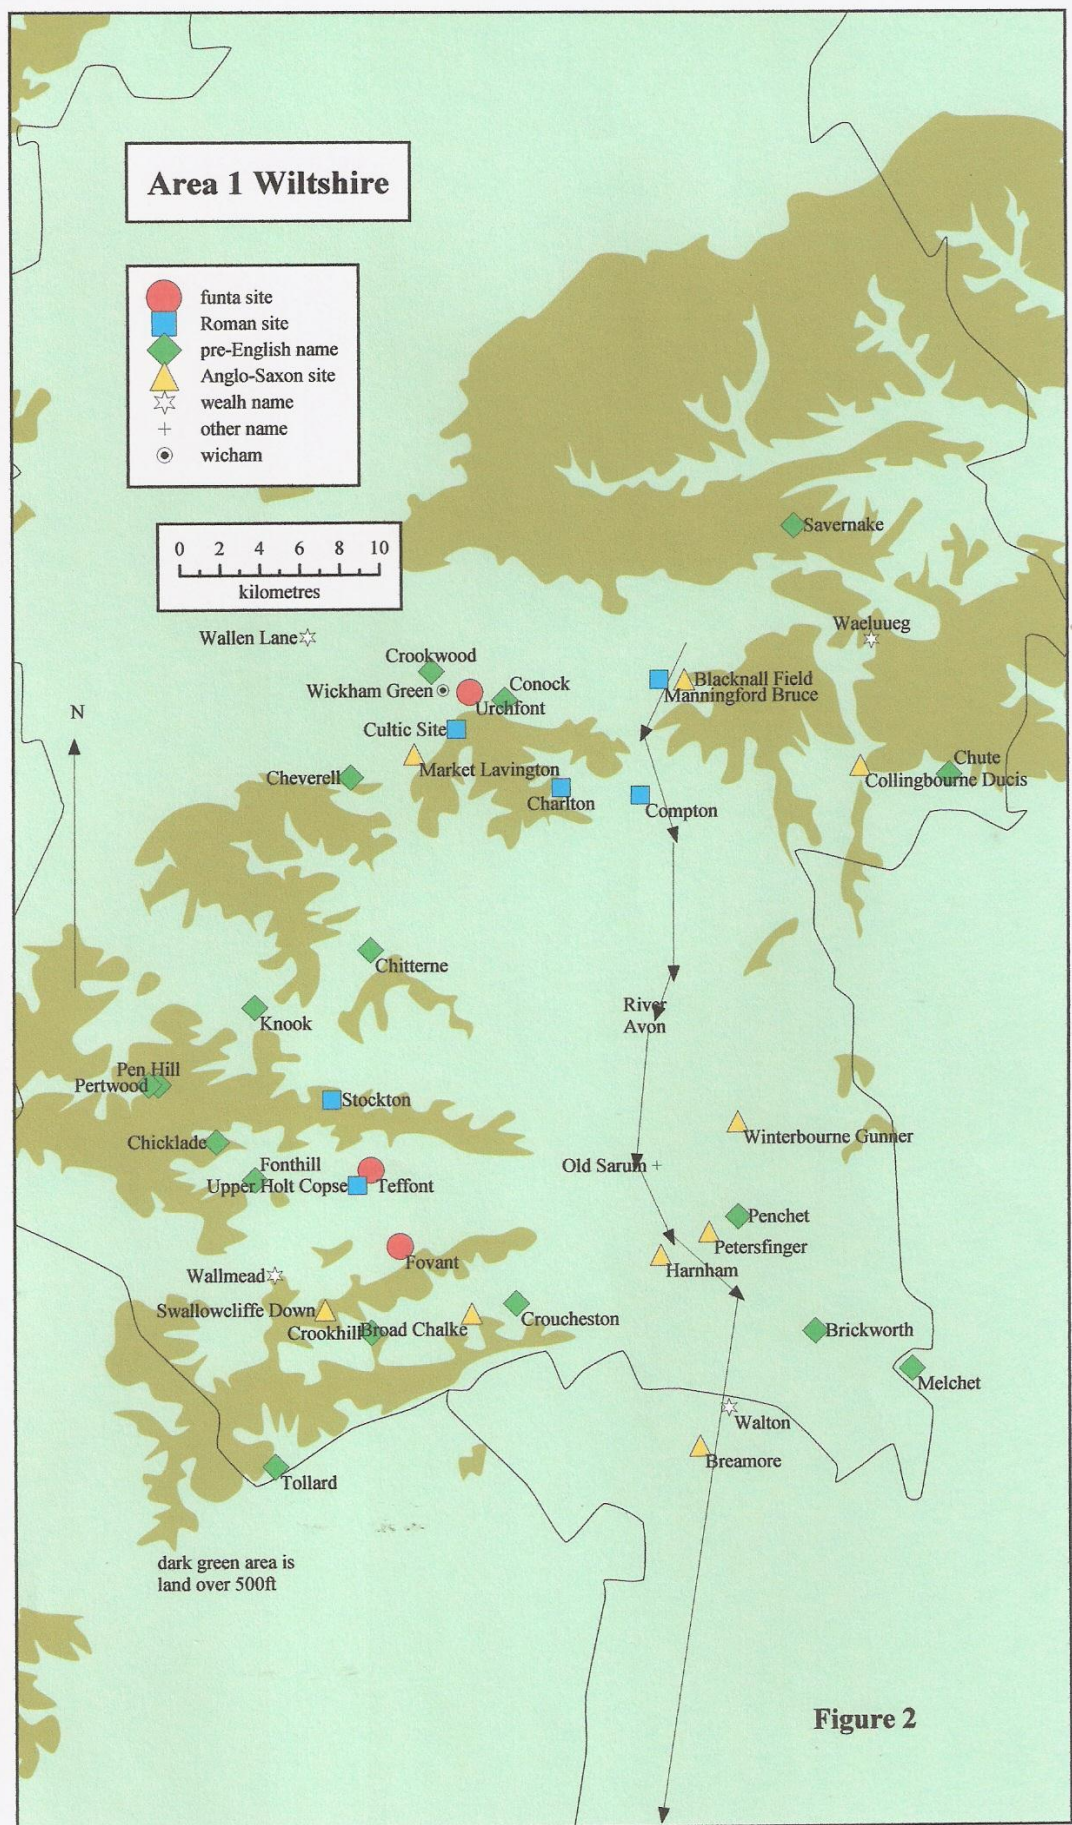 Area 1 Wiltshire
funta site
Roman site
pre-English name
Anglo-Saxon site
wealh name
other name
wicham
0 2 4 6 8 10
kilometres
Savernake
Waeluueg
Wallen Lane
Crookwood
Blacknall Field
Wickham Green
Conock
Manningford Bruce
Urchfont
N
Cultic Site
Market Lavington
Chute
Cheverell
Collingbourne Ducis
Charlton
Compton
Chitterne
River
Avon
Knook
Pen Hill
Pertwood
Stockton
Winterbourne Gunner
Chicklade
Fonthill
Old Sarum
Upper Holt Copse
Teffont
Penchet
Petersfinger
Fovant
Harnham
Wallmead
Swallowcliffe Down
Croucheston
Crookhill
Broad Chalke
Brickworth
Melchet
Walton
Breamore
Tollard
dark green area is
land over 500ft
Figure 2